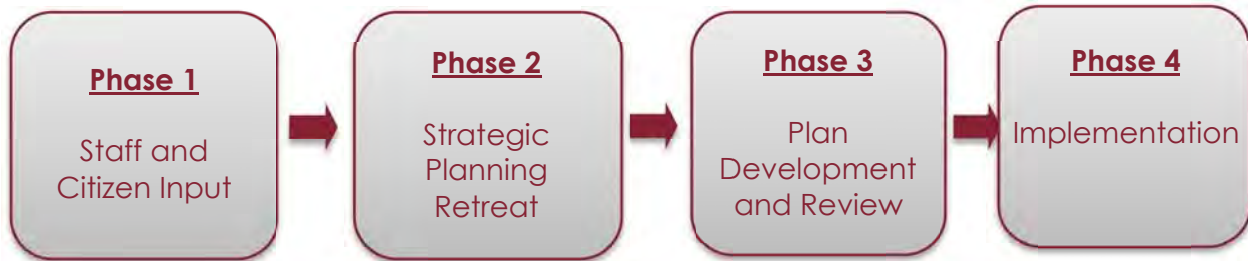 Phase 1
Staff and
Citizen Input
Phase 2
Strategic
Planning
Retreat
Phase 3
Plan
Development
and Review
Phase 4
Implementation